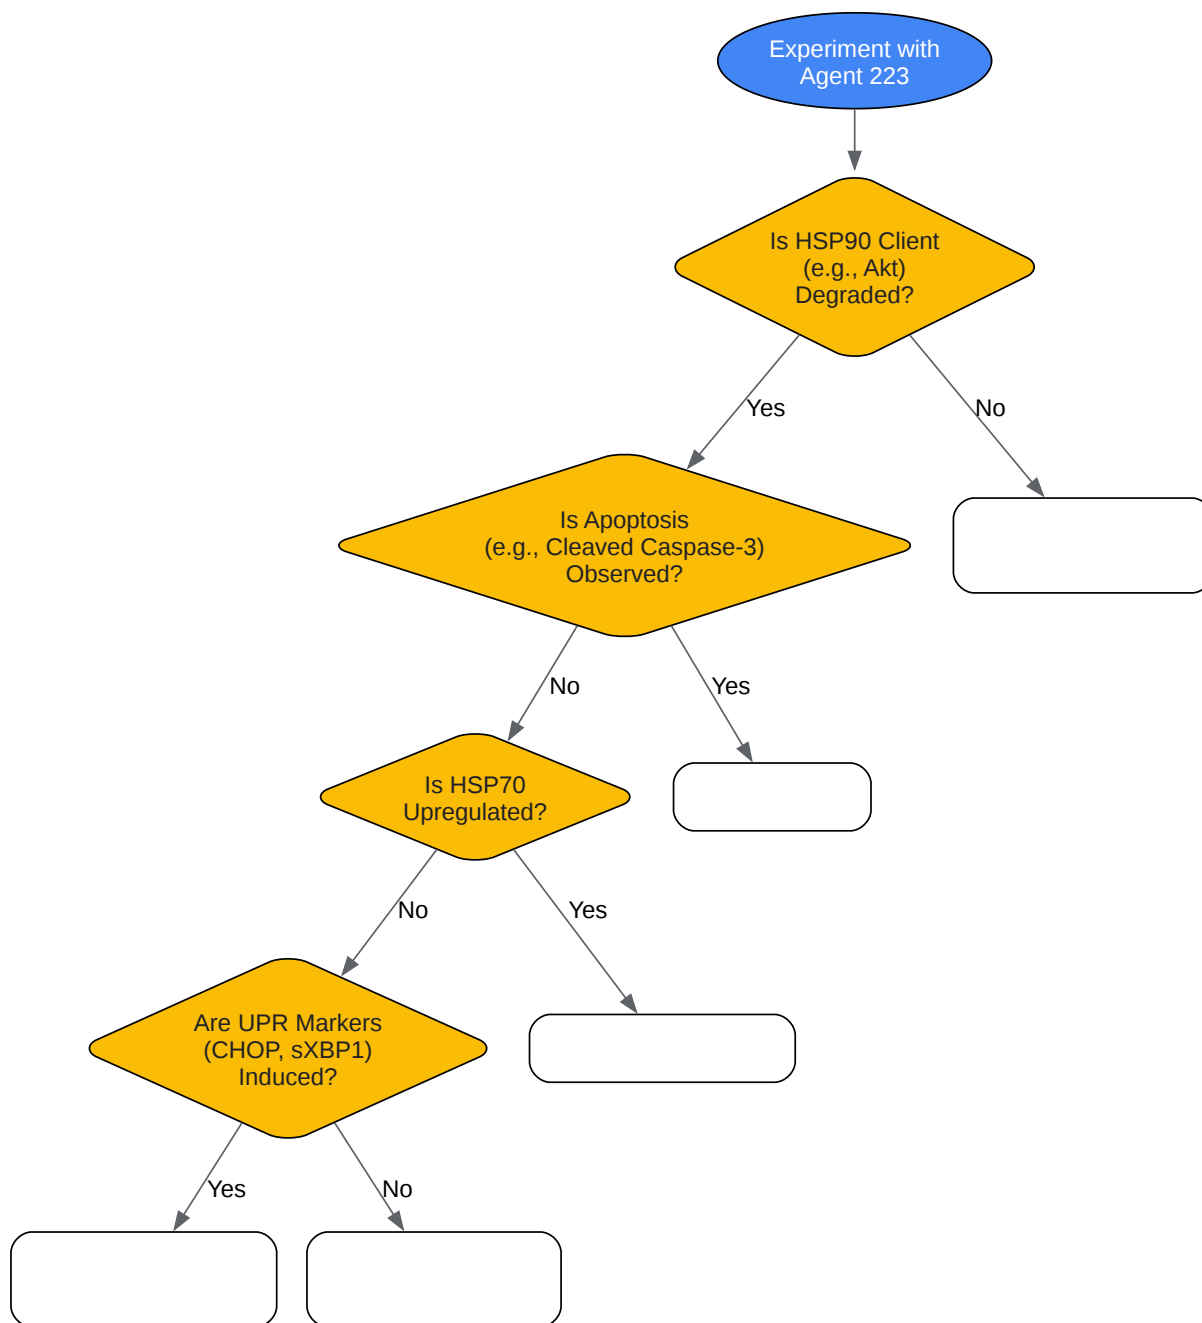 Experiment with
Agent 223
Is HSP90 Client
(e.g., Akt)
Degraded?
Yes
No
Is Apoptosis
(e.g., Cleaved Caspase-3)
Observed?
No
Yes
Is HSP70
Upregulated?
No
Yes
Are UPR Markers
(CHOP, sXBP1)
Induced?
Yes
No